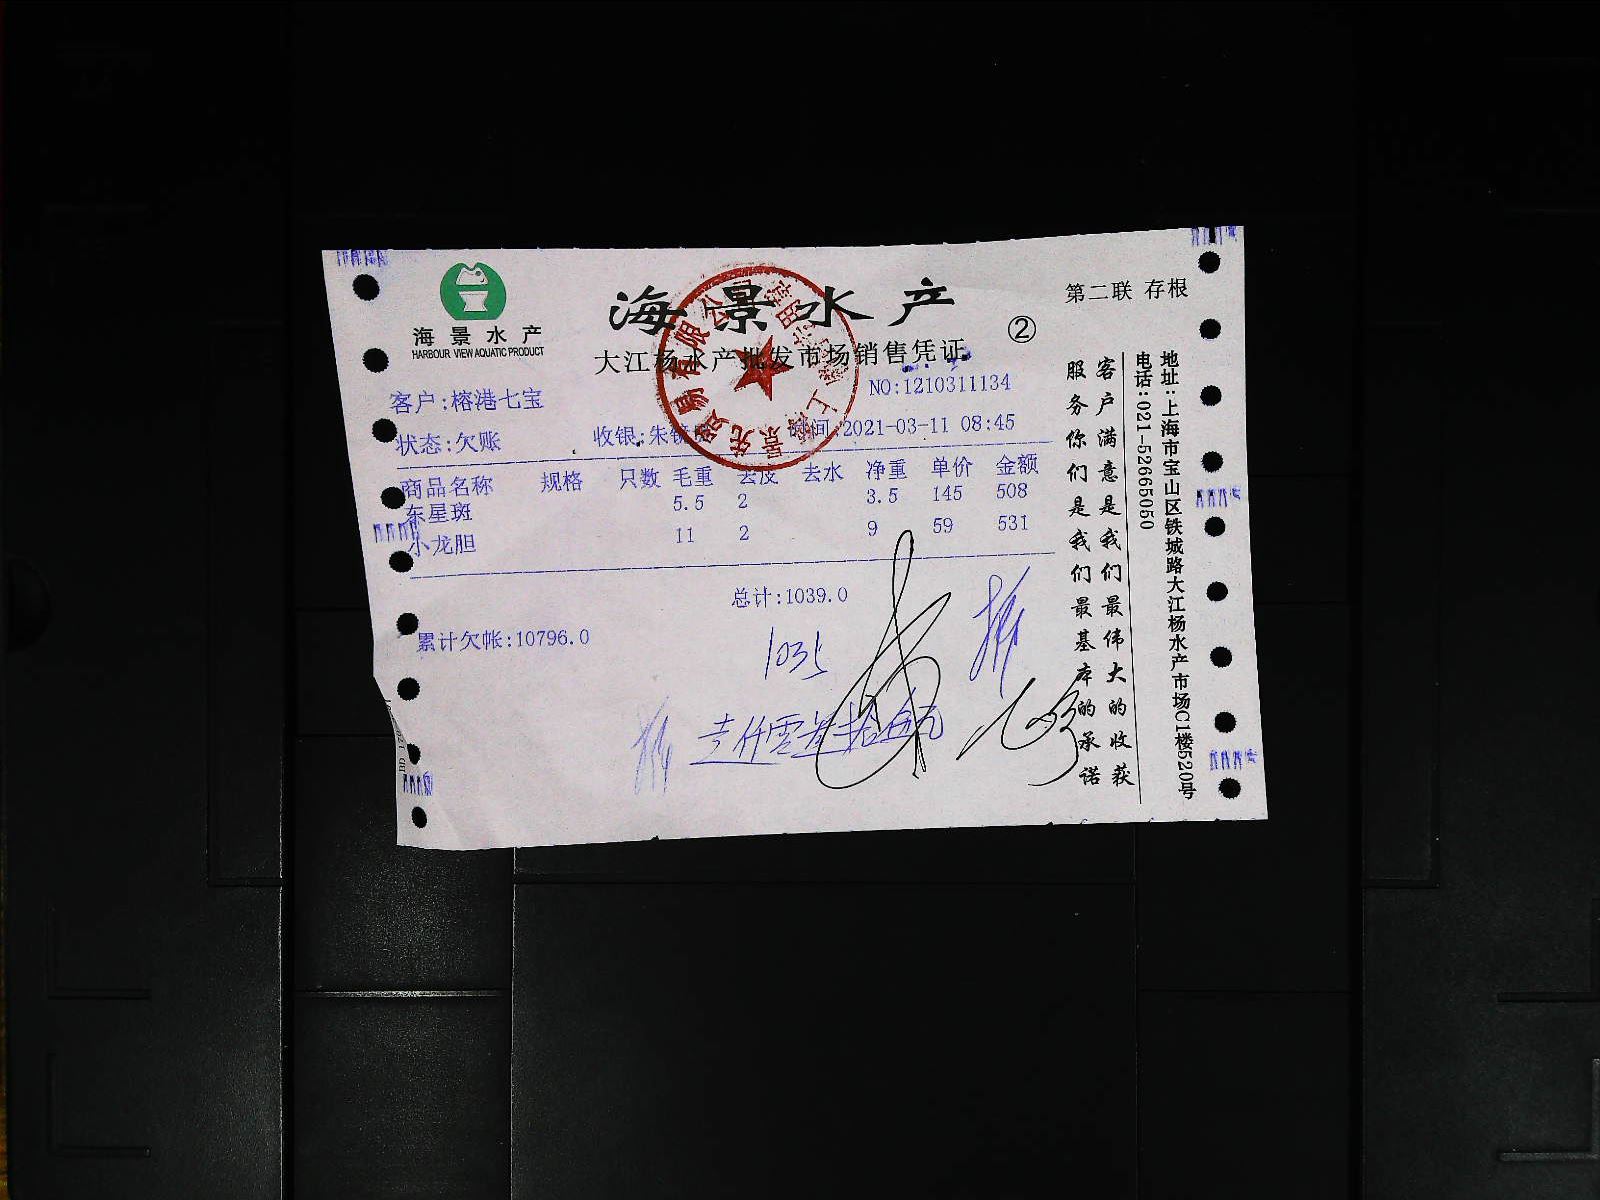 海景水产
HARBOUR VIEW AQUATIC PRODUCT
海景水产
大江杨水产批发市场销售凭证
②
第二联 存根
NO:1210311134
客户:榕港七宝
状态:欠账
收银:朱
时间:2021-03-11 08:45
商品名称 规格 只数 毛重 去皮 去水 净重 单价 金额
东星斑 5.5 2 3.5 145 508
小龙胆 11 2 9 59 531
总计:1039.0
累计欠帐:10796.0
1035
壹仟零叁拾伍元
客户满意是我们最伟大的收获
服务你们是我们最基本的承诺
地址:上海市宝山区铁城路大江杨水产市场C1楼520号
电话:021-52665050